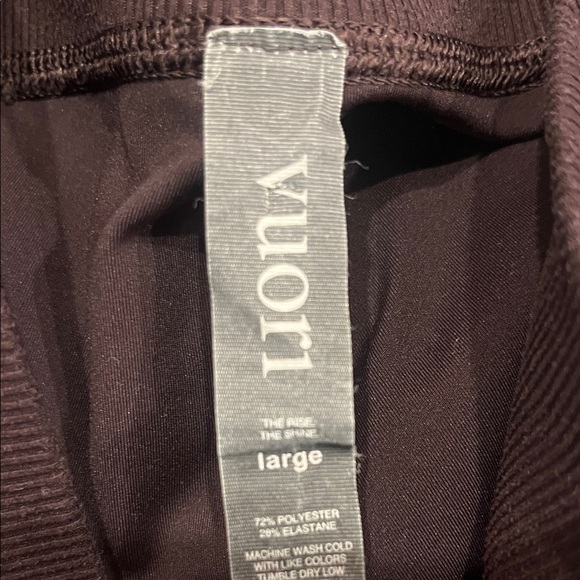 vuori
THE RISE.
THE SHINE.
large
72% POLYESTER
28% ELASTANE
MACHINE WASH COLD
WITH LIKE COLORS
TUMBLE DRY LOW